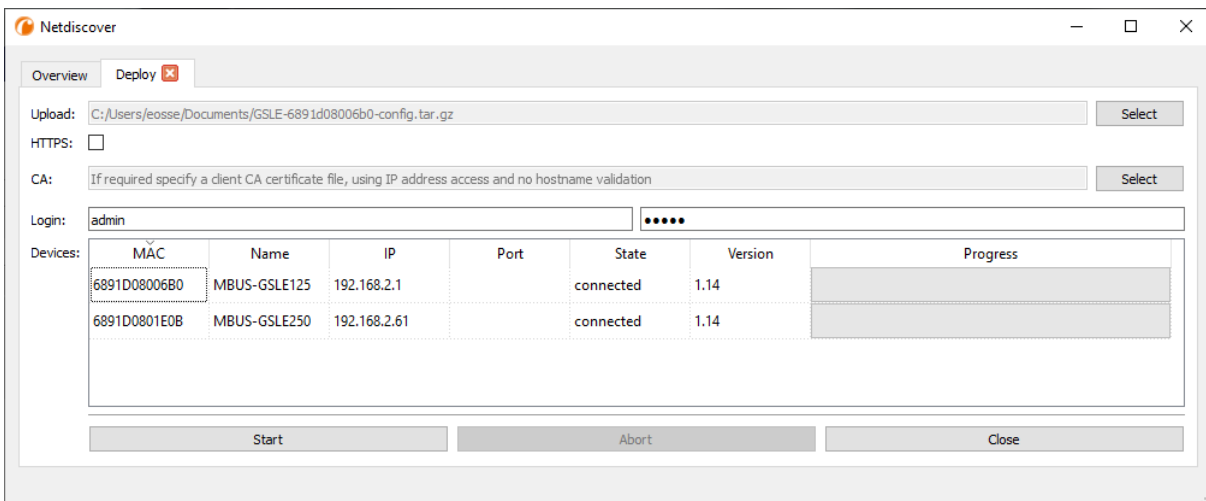 Netdiscover
Overview Deploy
Upload: C:/Users/eosse/Documents/GSLE-6891d08006b0-config.tar.gz Select
HTTPS:
CA: If required specify a client CA certificate file, using IP address access and no hostname validation Select
Login: admin •••••
Devices: MAC Name IP Port State Version Progress
6891D08006B0 MBUS-GSLE125 192.168.2.1 connected 1.14
6891D0801E0B MBUS-GSLE250 192.168.2.61 connected 1.14
Start Abort Close